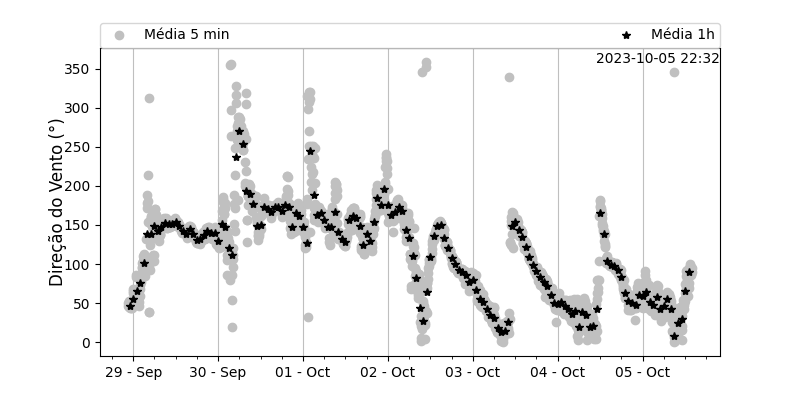 Média 5 min
Média 1h
2023-10-05 22:32
350
300
250
200
150
100
50
0
Direção do Vento (°)
29 - Sep
30 - Sep
01 - Oct
02 - Oct
03 - Oct
04 - Oct
05 - Oct